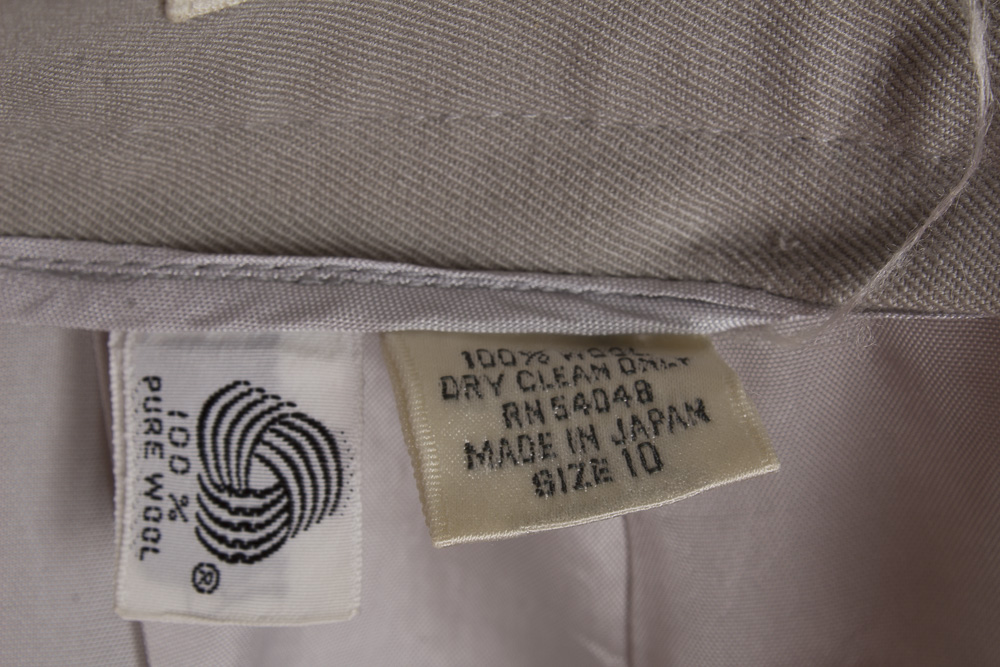 100%
PURE WOOL
®
100% WOOL
DRY CLEAN ONLY
RN 54048
MADE IN JAPAN
SIZE 10